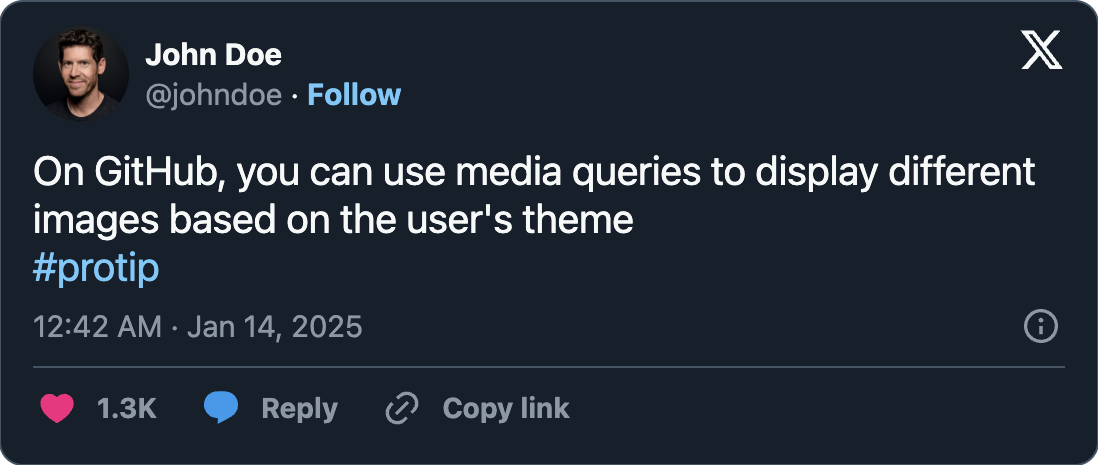 John Doe
@johndoe · Follow
On GitHub, you can use media queries to display different
images based on the user's theme
#protip
12:42 AM · Jan 14, 2025
1.3K Reply Copy link